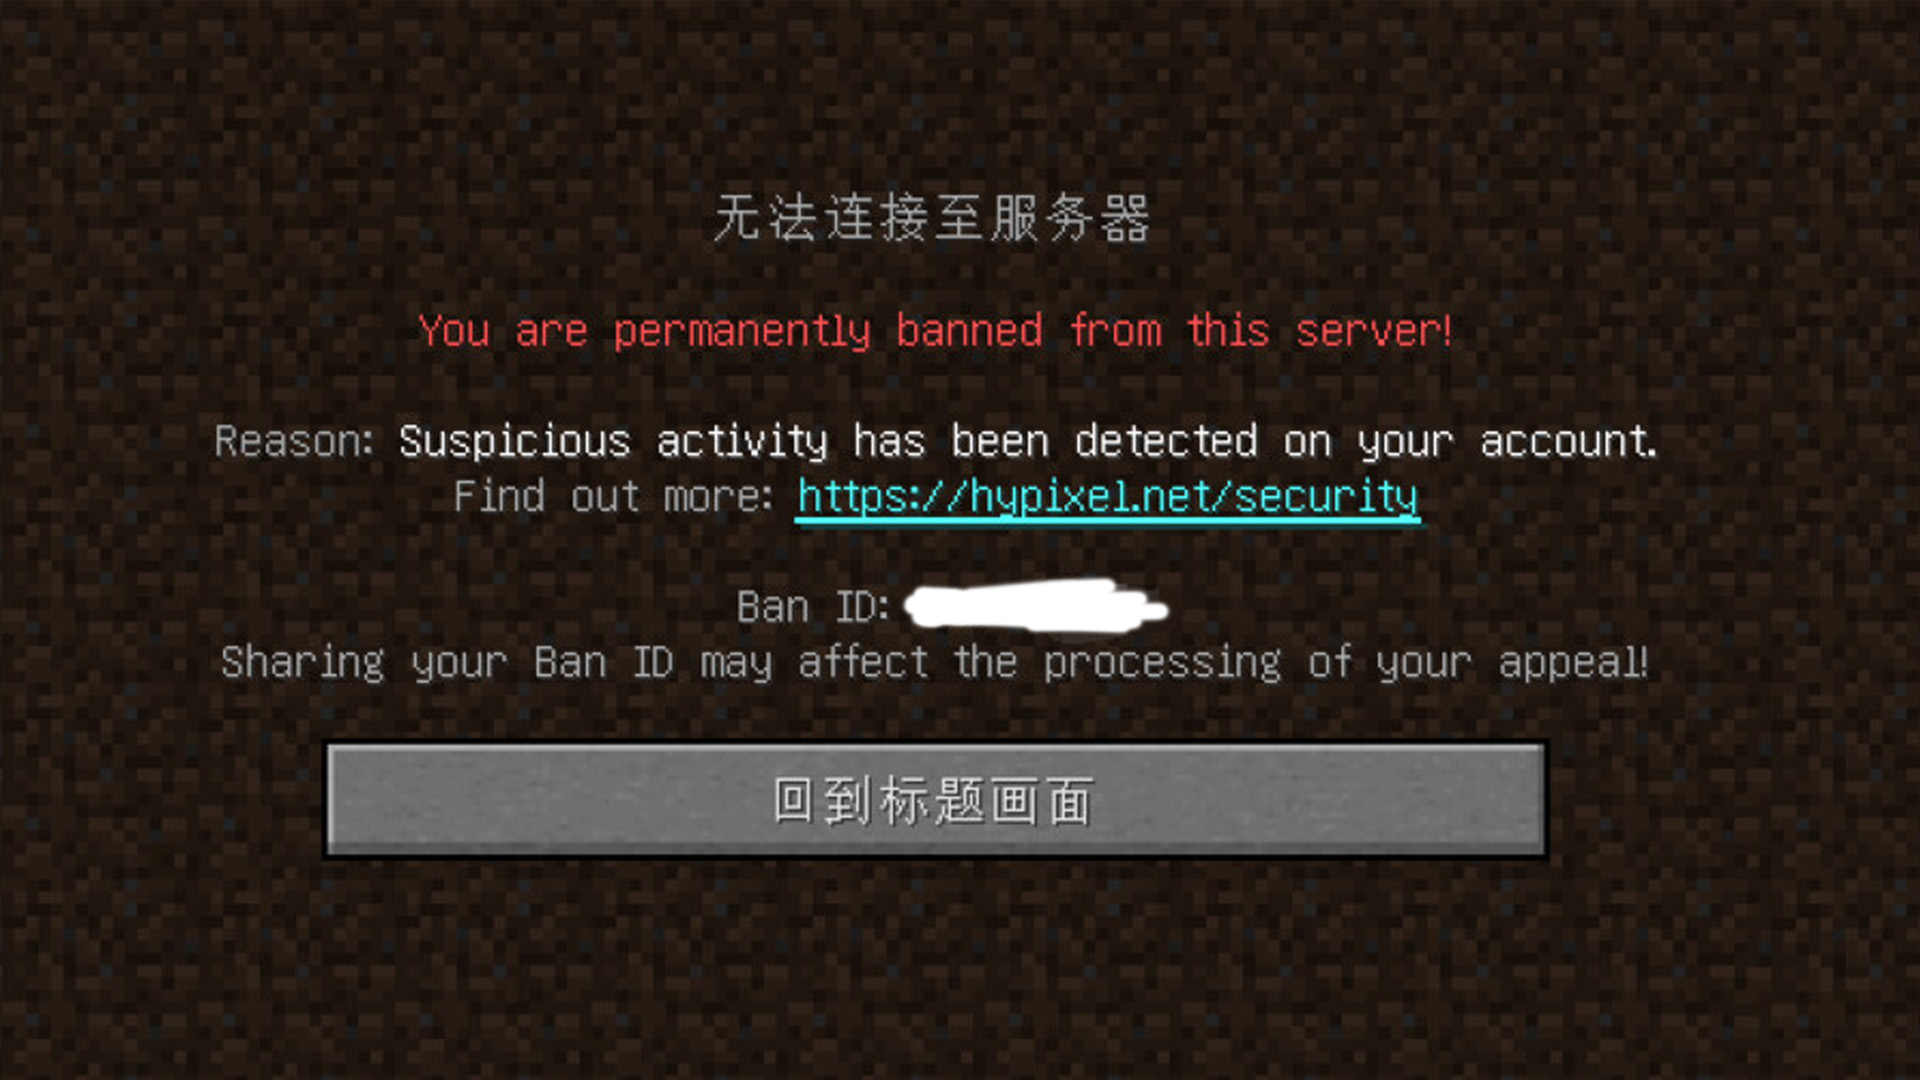 无法连接至服务器
You are permanently banned from this server!
Reason: Suspicious activity has been detected on your account.
Find out more: https://hypixel.net/security
Ban ID:
Sharing your Ban ID may affect the processing of your appeal!
回到标题画面